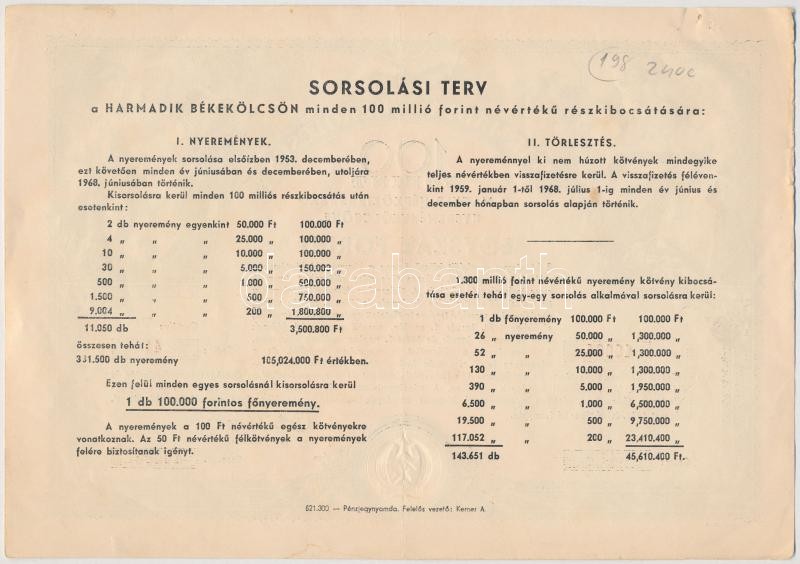 198 2400
SORSOLÁSI TERV
a HARMADIK BÉKEKÖLCSÖN minden 100 millió forint névértékű részkibocsátására:
I. NYEREMÉNYEK.
A nyeremények sorsolása elsőízben 1953. decemberében,
ezt követően minden év júniusában és decemberében, utoljára
1968. júniusában történik.
Kisorsolásra kerül minden 100 milliós részkibocsátás után
esetenkint:
2 db nyeremény egyenkint 50.000 Ft 100.000 Ft
4 „ „ „ 25.000 „ 100.000 „
10 „ „ „ 10.000 „ 100.000 „
30 „ „ „ 5.000 „ 150.000 „
500 „ „ „ 1.000 „ 500.000 „
1.500 „ „ „ 500 „ 750.000 „
9.004 „ „ „ 200 „ 1,800.800 „
11.050 db 3,500.800 Ft
összesen tehát:
331.500 db nyeremény 105,024.000 Ft értékben.
Ezen felül minden egyes sorsolásnál kisorsolásra kerül
1 db 100.000 forintos főnyeremény.
A nyeremények a 100 Ft névértékű egész kötvényekre
vonatkoznak. Az 50 Ft névértékű félkötvények a nyeremények
felére biztosítanak igényt.
II. TÖRLESZTÉS.
A nyereménnyel ki nem húzott kötvények mindegyike
teljes névértékben visszafizetésre kerül. A visszafizetés féléven-
kint 1959. január 1-től 1968. július 1-ig minden év június és
december hónapban sorsolás alapján történik.
1,300 millió forint névértékű nyeremény kötvény kibocsá-
tása esetén tehát egy-egy sorsolás alkalmával sorsolásra kerül:
1 db főnyeremény 100.000 Ft 100.000 Ft
26 „ nyeremény 50.000 „ 1,300.000 „
52 „ „ 25.000 „ 1,300.000 „
130 „ „ 10.000 „ 1,300.000 „
390 „ „ 5.000 „ 1,950.000 „
6.500 „ „ 1.000 „ 6,500.000 „
19.500 „ „ 500 „ 9,750.000 „
117.052 „ „ 200 „ 23,410.400 „
143.651 db 45,610.400 Ft.
darabanth
521.300 — Pénzjegynyomda. Felelős vezető: Kerner A.